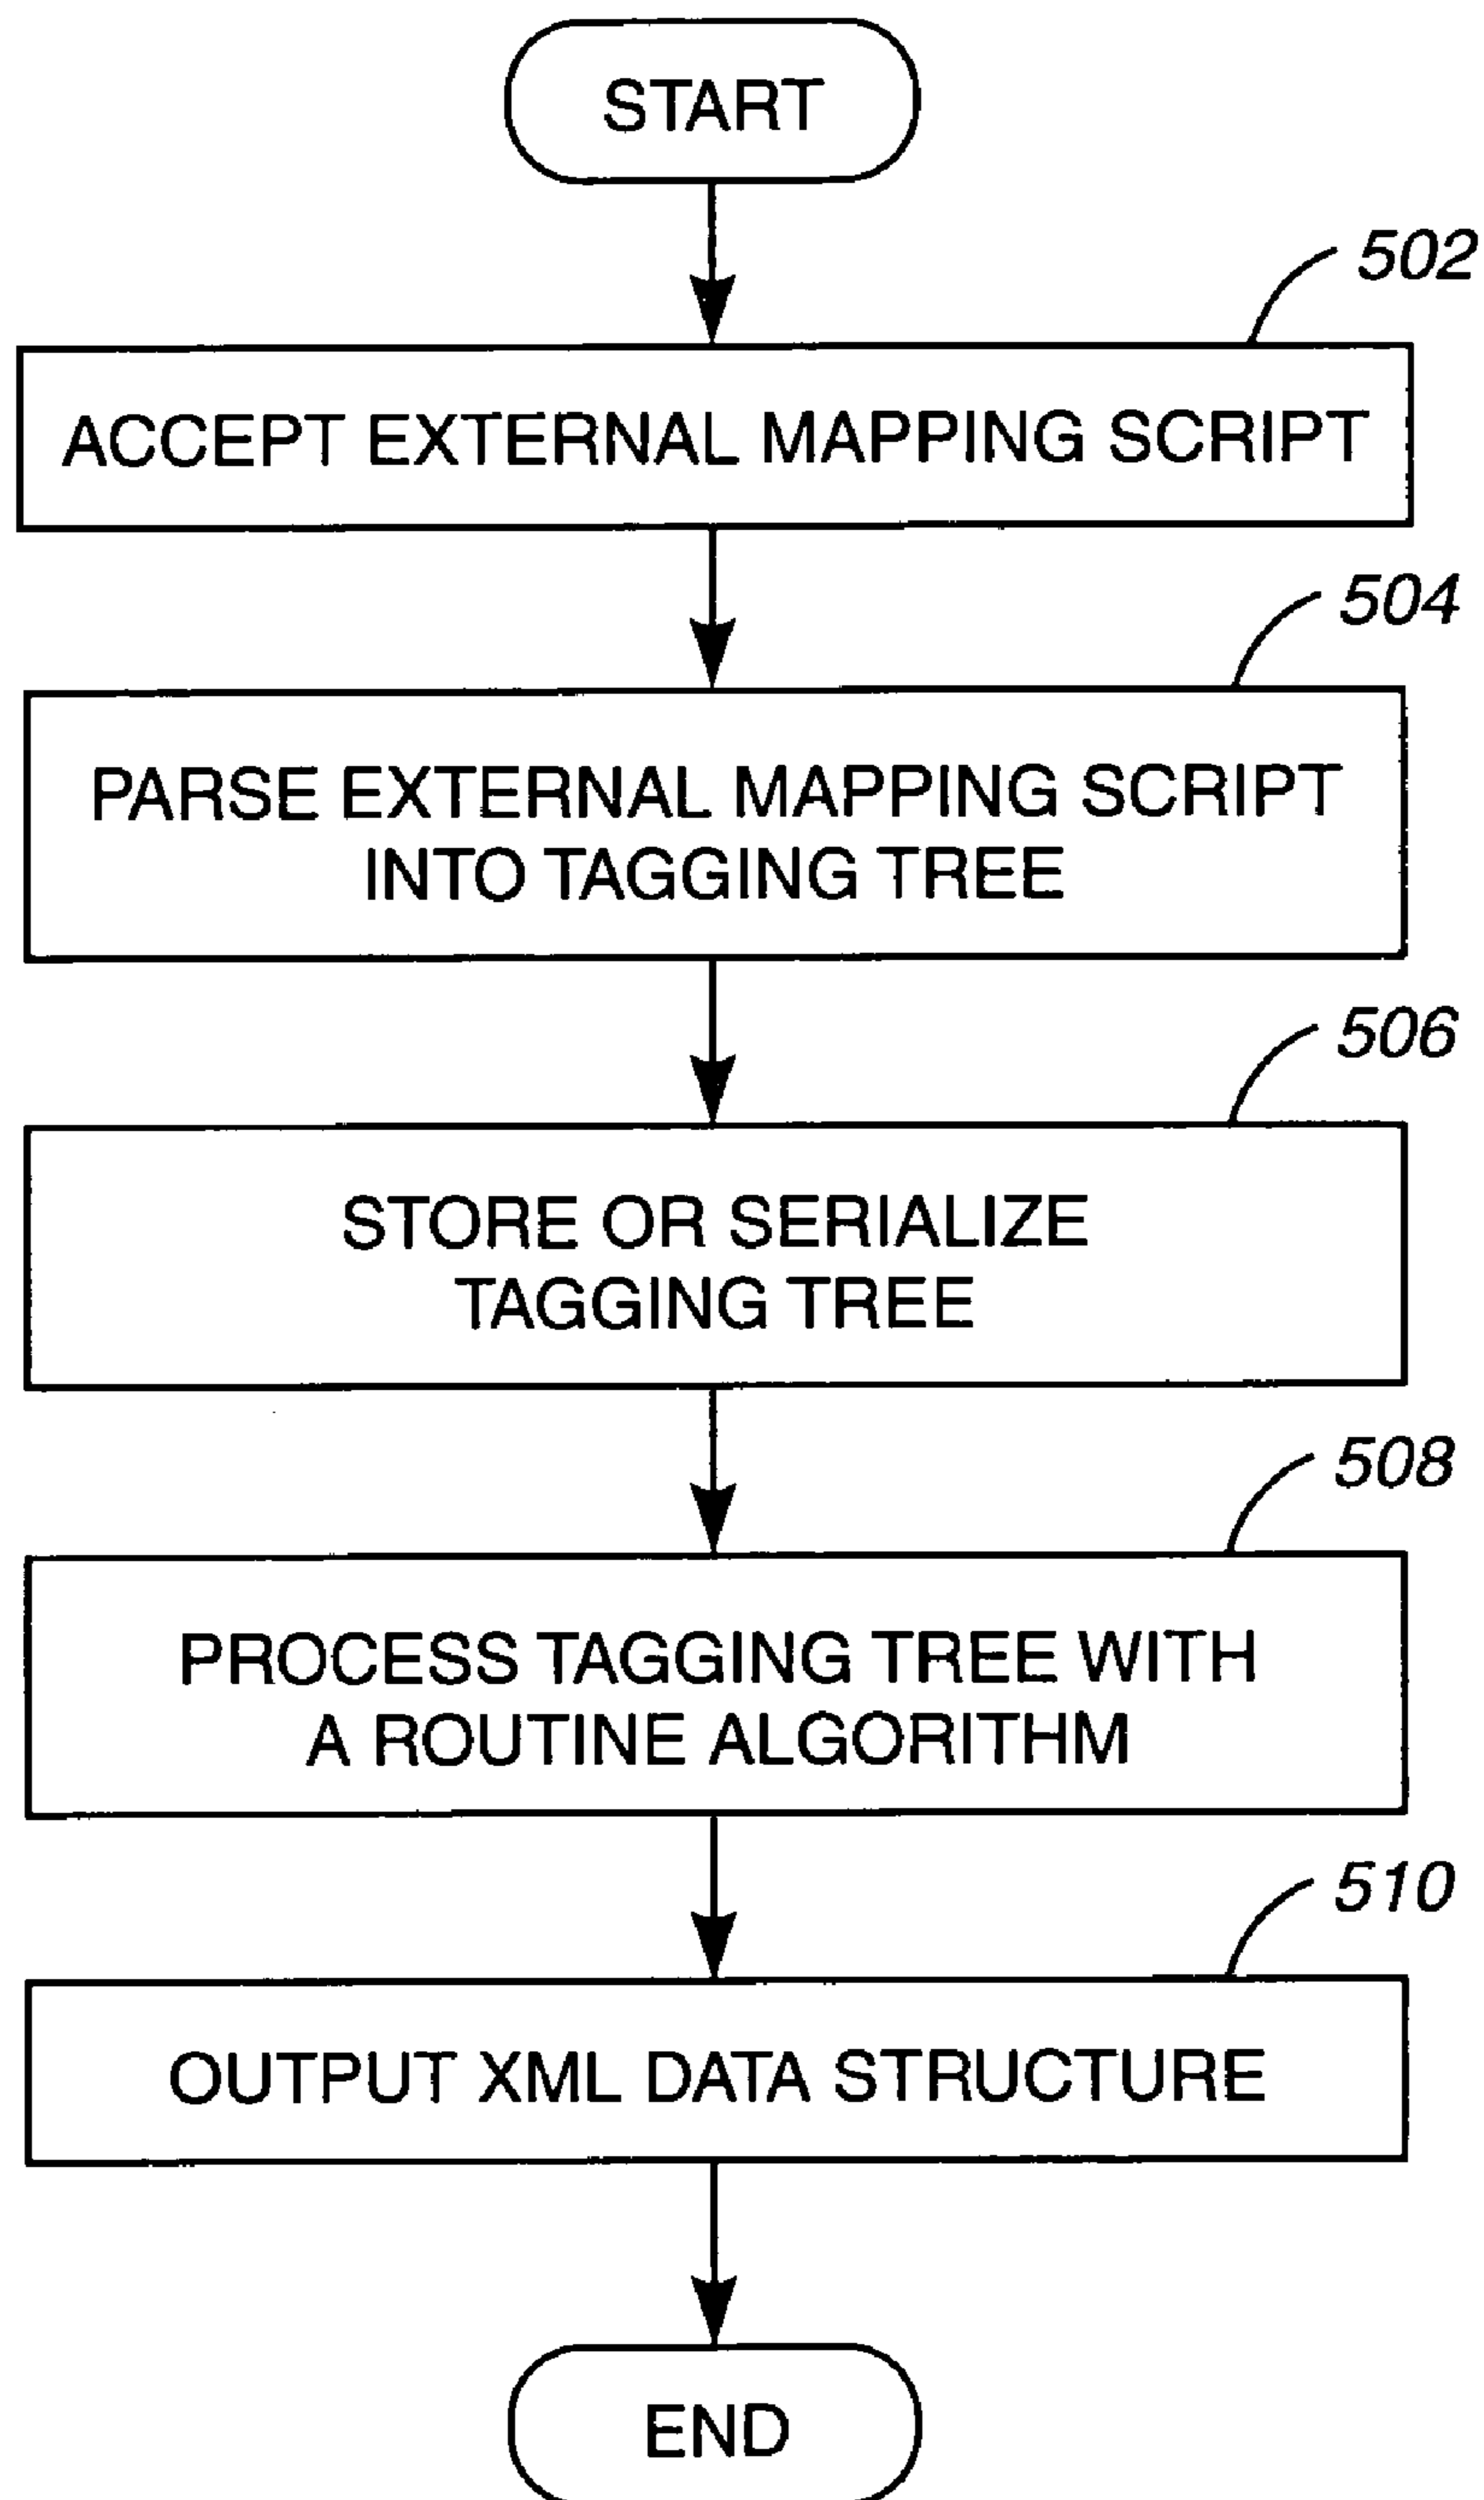 START
502
ACCEPT EXTERNAL MAPPING SCRIPT
504
PARSE EXTERNAL MAPPING SCRIPT
INTO TAGGING TREE
506
STORE OR SERIALIZE
TAGGING TREE
508
PROCESS TAGGING TREE WITH
A ROUTINE ALGORITHM
510
OUTPUT XML DATA STRUCTURE
END